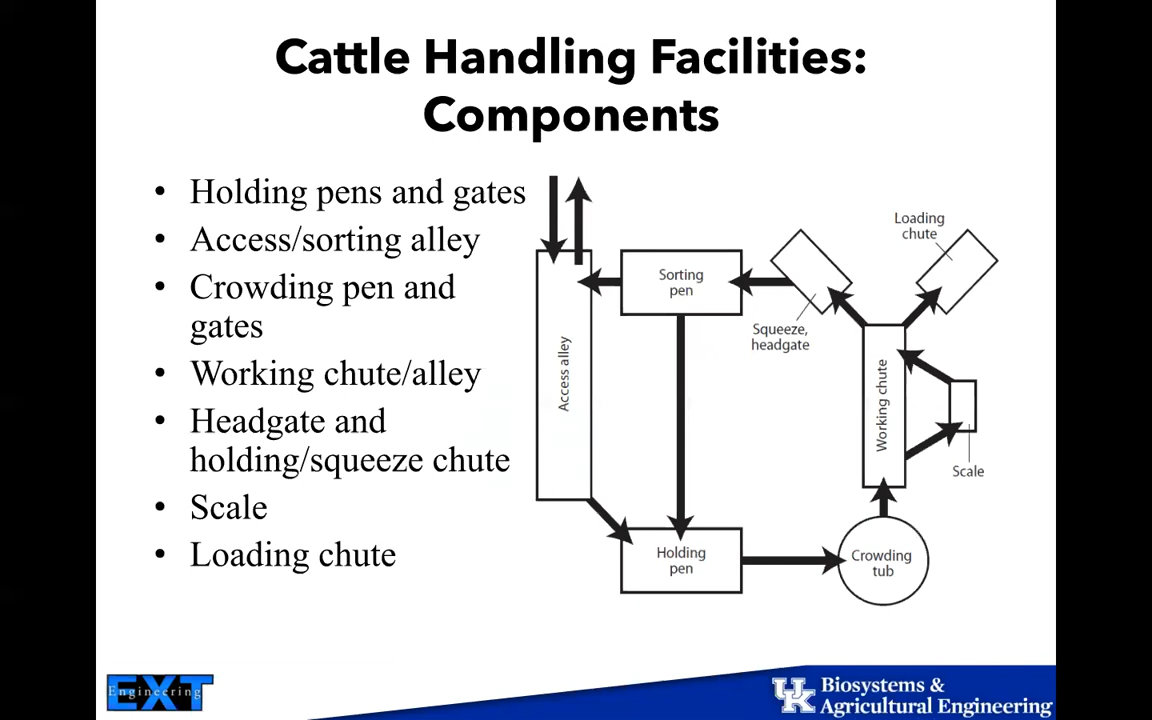 Cattle Handling Facilities:
Components
• Holding pens and gates
• Access/sorting alley
• Crowding pen and
gates
• Working chute/alley
• Headgate and
holding/squeeze chute
• Scale
• Loading chute
Loading
chute
Sorting
pen
Squeeze,
headgate
Access alley
Working chute
Scale
Holding
pen
Crowding
tub
EXT
Engineering
UK
Biosystems &
Agricultural Engineering